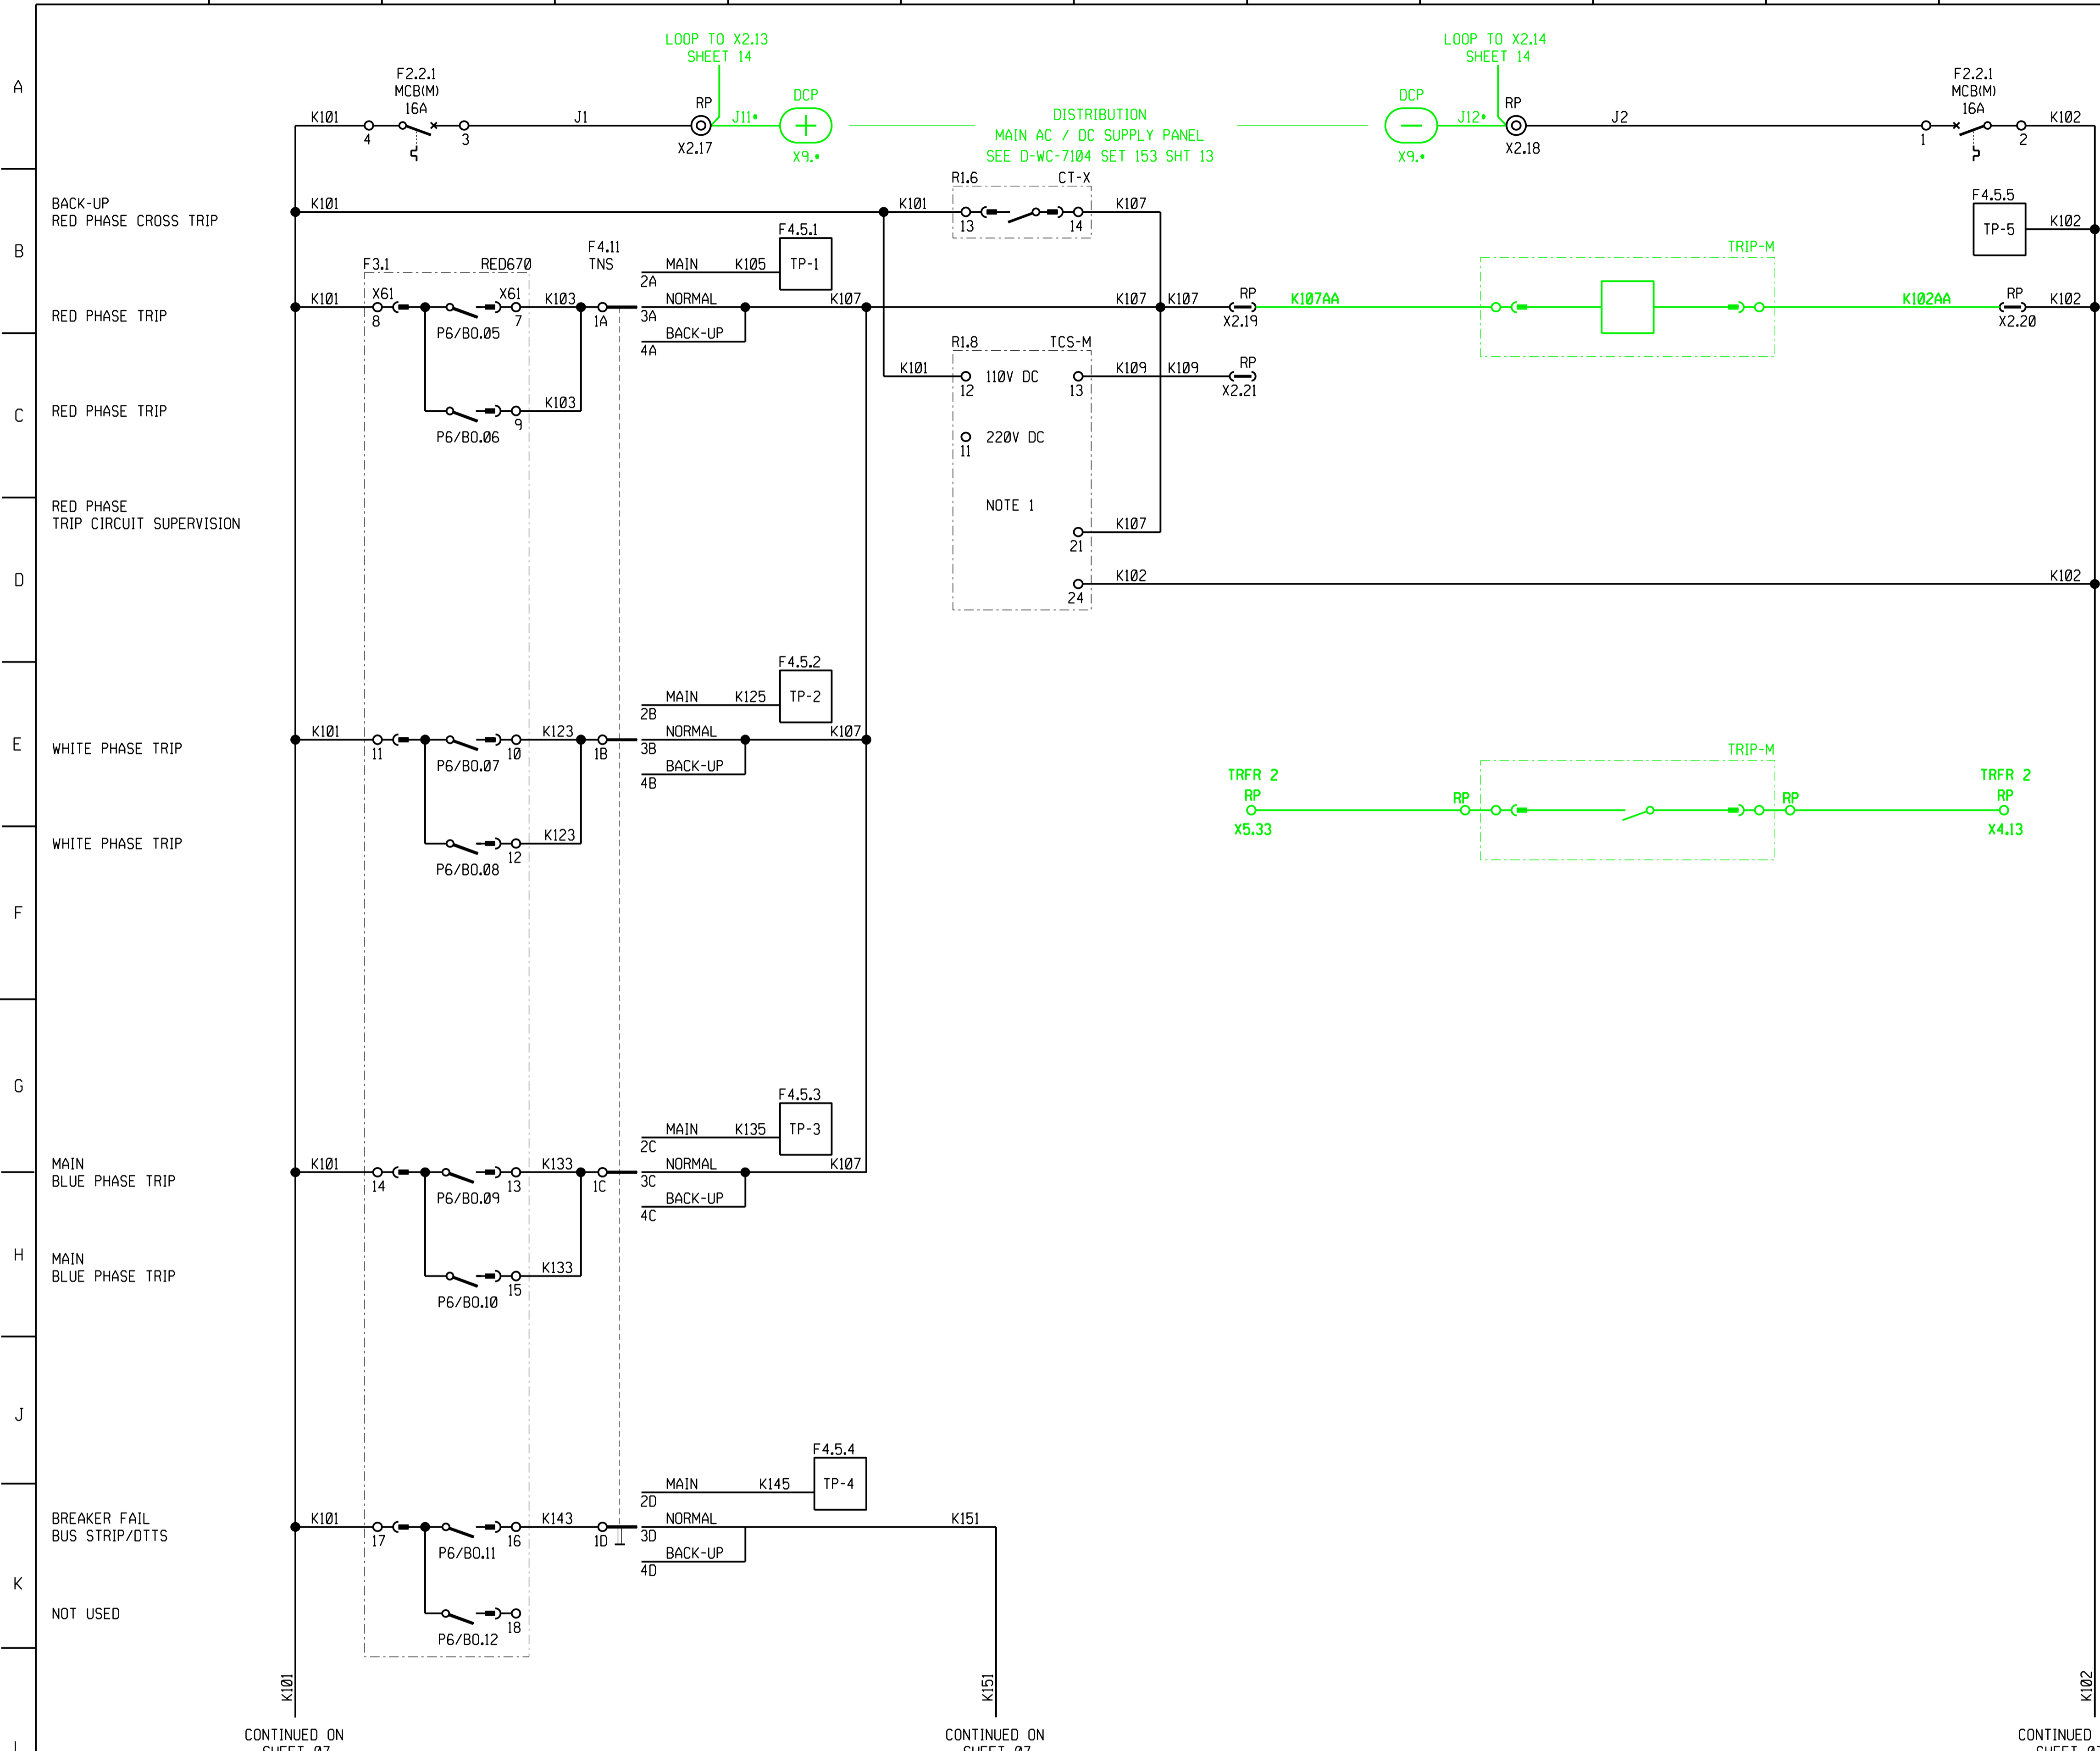 LOOP TO X2.13
SHEET 14
LOOP TO X2.14
SHEET 14
A
F2.2.1
MCB(M)
16A
K101
4
3
J1
RP
X2.17
J11*
DCP
+
X9.*
DISTRIBUTION
MAIN AC / DC SUPPLY PANEL
SEE D-WC-7104 SET 153 SHT 13
DCP
X9.*
J12*
RP
X2.18
J2
F2.2.1
MCB(M)
16A
1
2
K102
BACK-UP
RED PHASE CROSS TRIP
K101
K101
R1.6
CT-X
13
14
K107
F4.5.5
TP-5
K102
B
F4.5.1
TP-1
F4.11
TNS
MAIN
K105
2A
TRIP-M
F3.1
RED670
RED PHASE TRIP
K101
X61
8
P6/BO.05
X61
7
K103
1A
NORMAL
3A
K107
BACK-UP
4A
K107
K107
RP
X2.19
K107AA
K102AA
RP
X2.20
K102
C
RED PHASE TRIP
P6/BO.06
9
K103
R1.8
TCS-M
K101
12
110V DC
13
K109
K109
RP
X2.21
11
220V DC
NOTE 1
RED PHASE
TRIP CIRCUIT SUPERVISION
21
K107
D
24
K102
K102
F4.5.2
TP-2
MAIN
K125
2B
E
WHITE PHASE TRIP
K101
11
P6/BO.07
10
K123
1B
NORMAL
3B
K107
BACK-UP
4B
TRIP-M
TRFR 2
RP
X5.33
RP
RP
TRFR 2
RP
X4.13
WHITE PHASE TRIP
P6/BO.08
12
K123
F
G
F4.5.3
TP-3
MAIN
K135
2C
MAIN
BLUE PHASE TRIP
K101
14
P6/BO.09
13
K133
1C
NORMAL
3C
K107
BACK-UP
4C
H
MAIN
BLUE PHASE TRIP
P6/BO.10
15
K133
J
F4.5.4
TP-4
MAIN
K145
2D
BREAKER FAIL
BUS STRIP/DTTS
K101
17
P6/BO.11
16
K143
1D
NORMAL
3D
K151
BACK-UP
4D
K
NOT USED
P6/BO.12
18
K101
K151
K102
CONTINUED ON
SHEET 07
CONTINUED ON
SHEET 07
CONTINUED